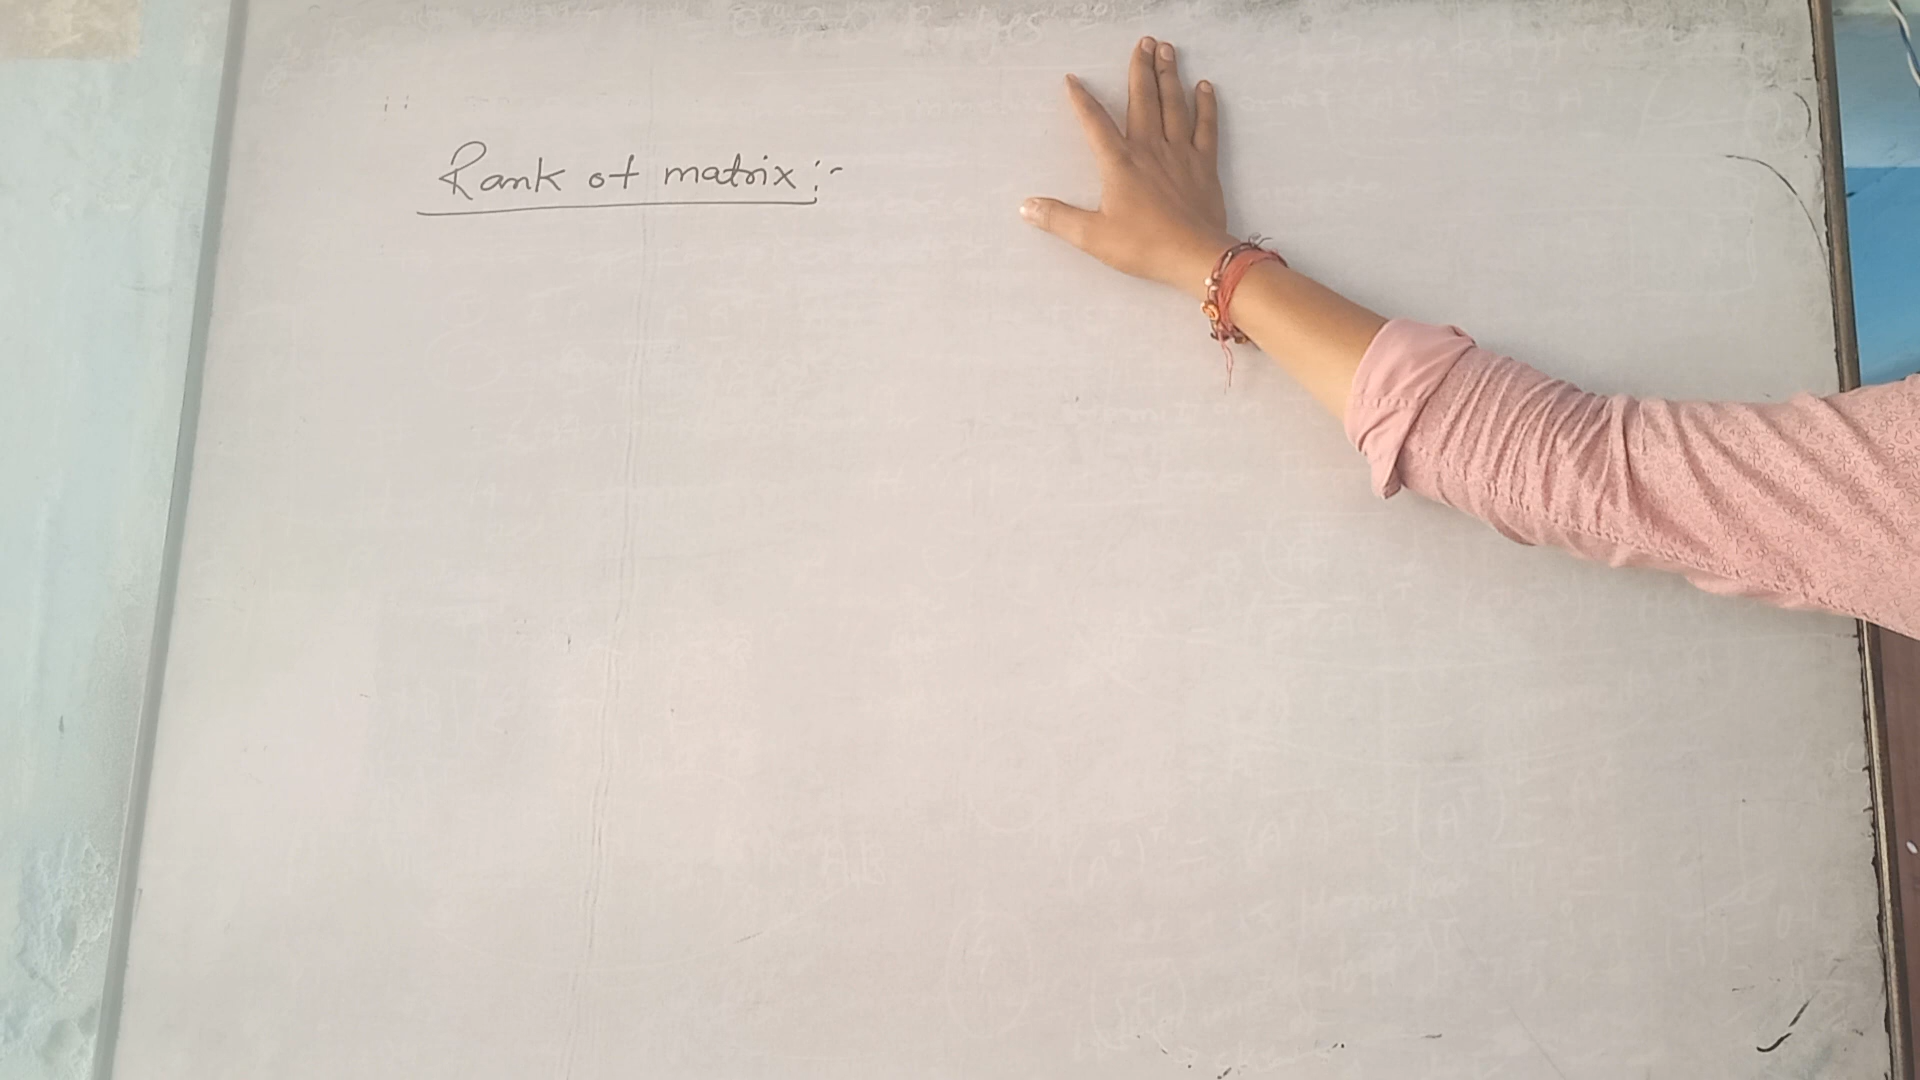 Rank of matrix :-